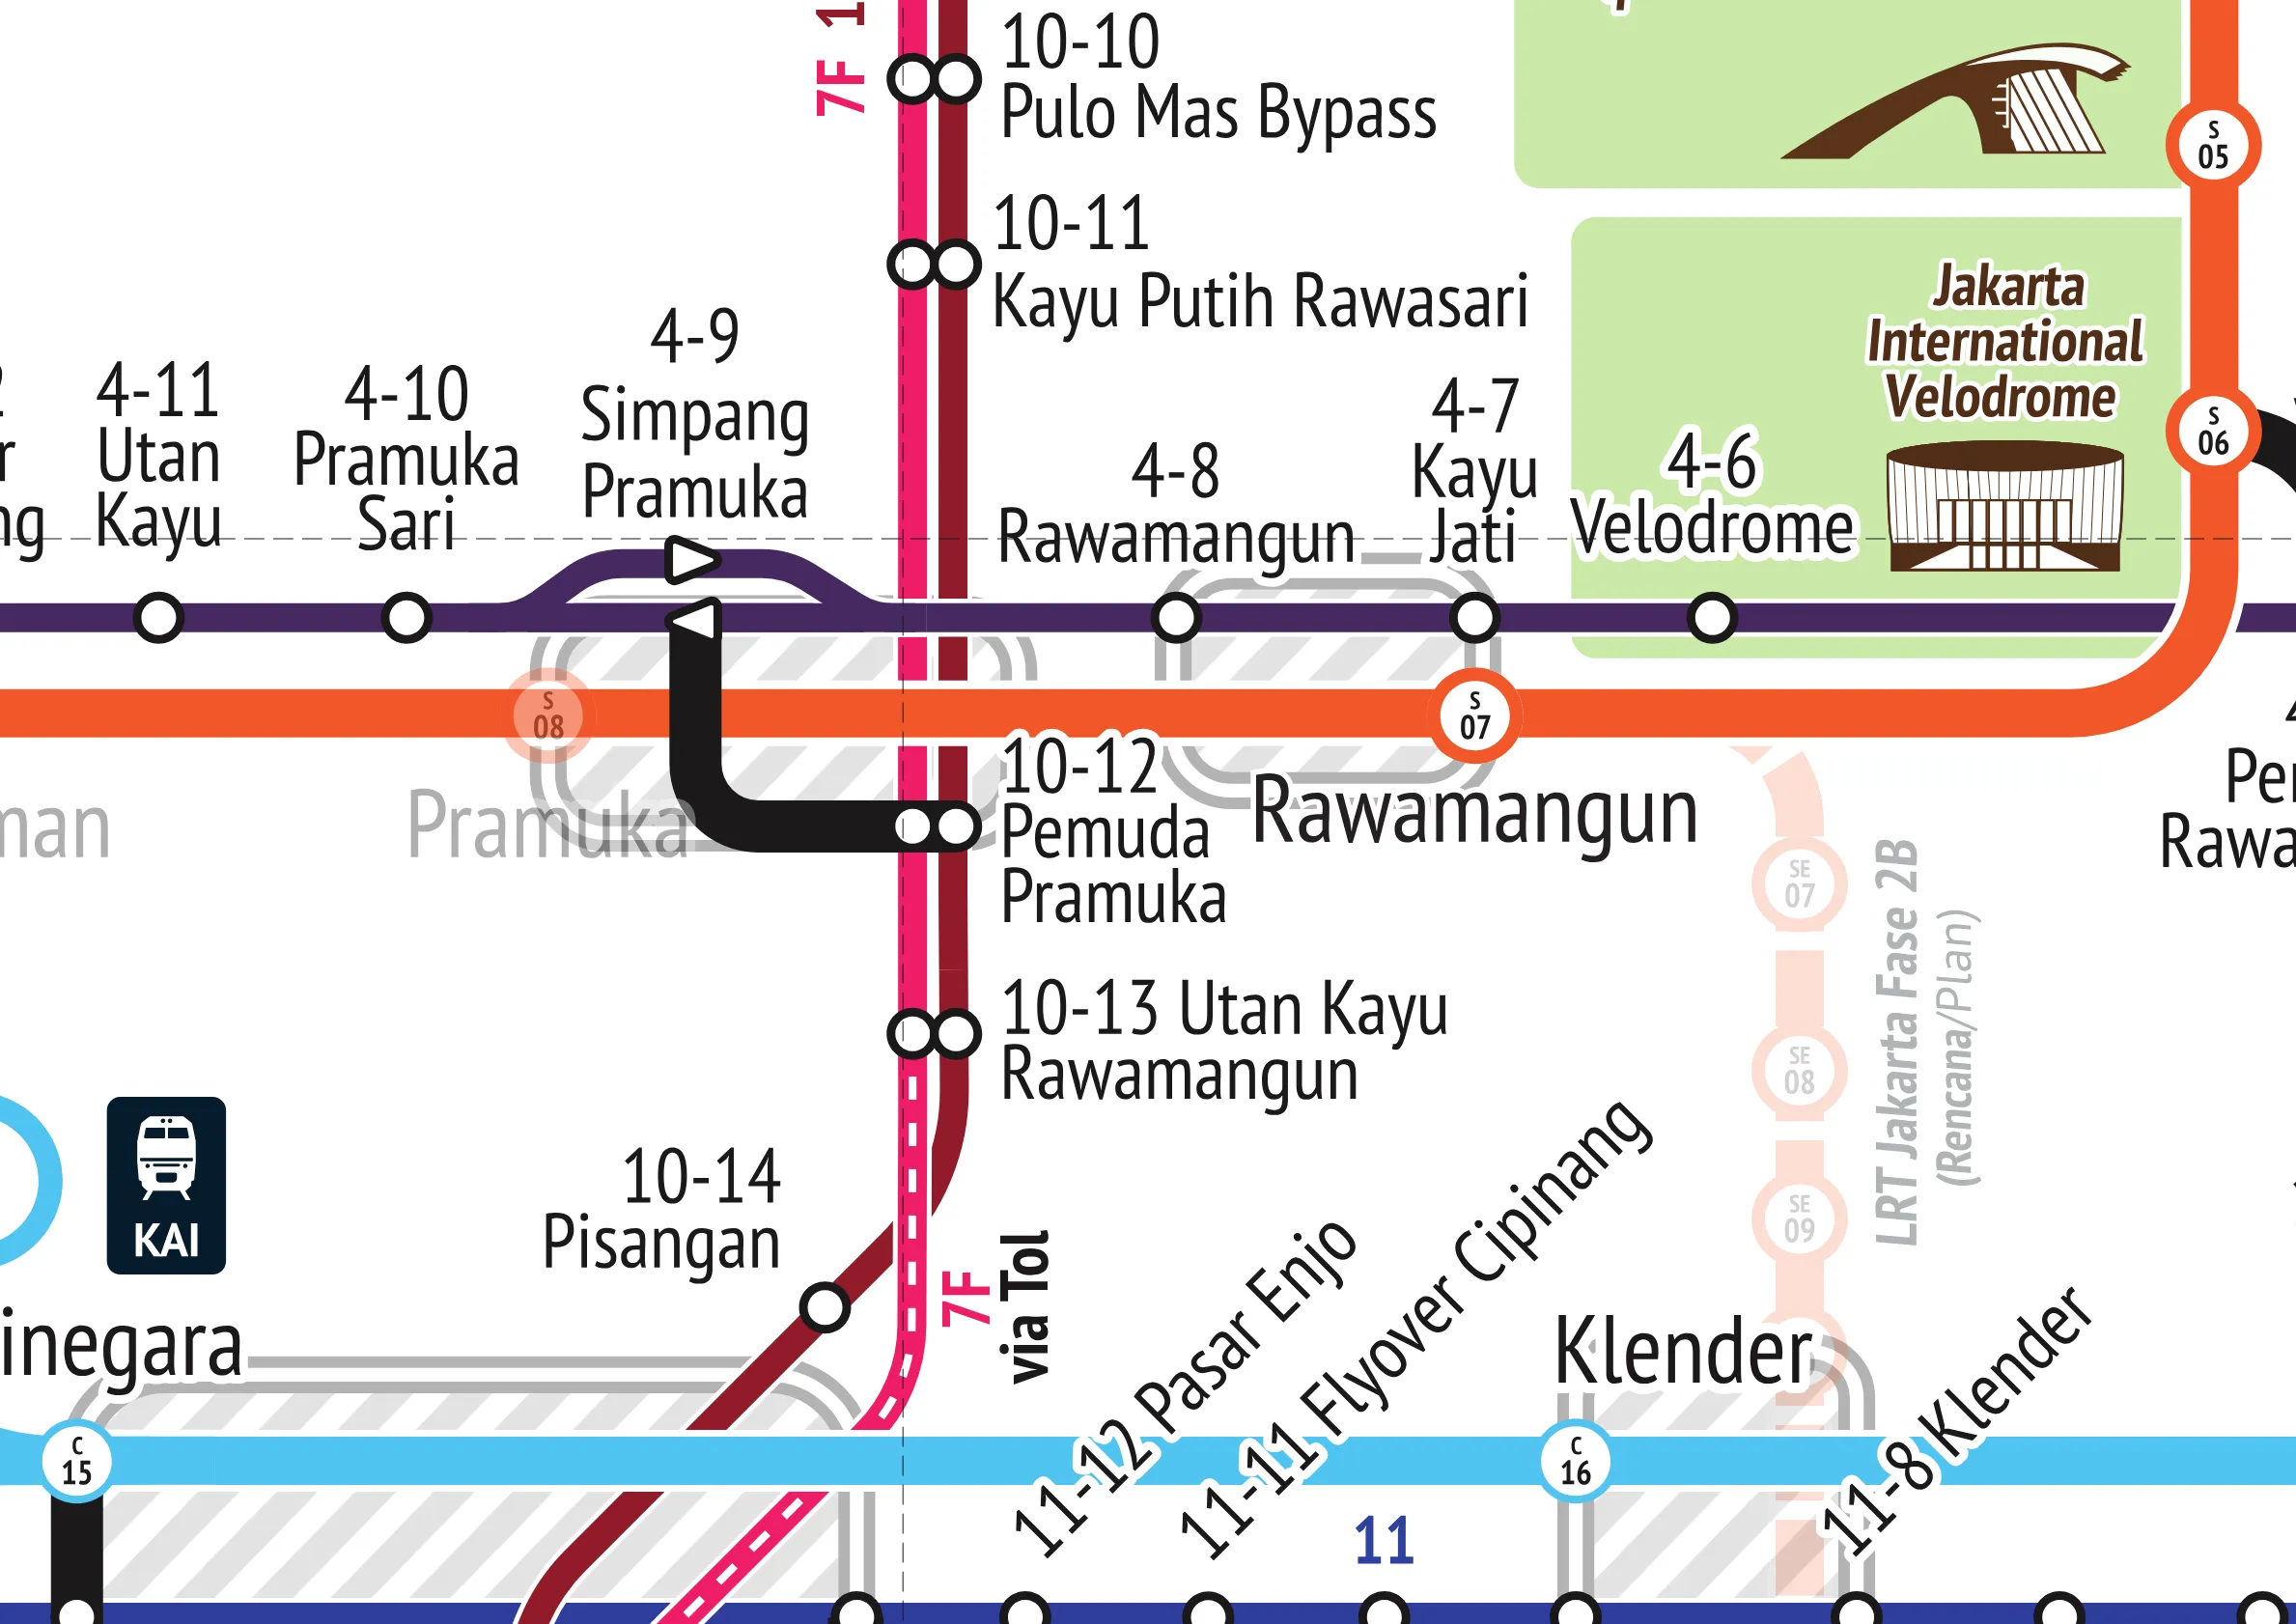 7F 1
10-10
Pulo Mas Bypass
S
05
10-11
Kayu Putih Rawasari
Jakarta
International
Velodrome
S
06
4-11
Utan
Kayu
4-10
Pramuka
Sari
4-9
Simpang
Pramuka
4-8
Rawamangun
4-7
Kayu
Jati
4-6
Velodrome
S
08
S
07
Pramuka
10-12
Pemuda
Pramuka
Rawamangun
SE
07
SE
08
SE
09
LRT Jakarta Fase 2B
(Rencana/Plan)
10-13 Utan Kayu
Rawamangun
KAI
10-14
Pisangan
7F
via Tol
inegara
C
15
11-12 Pasar Enjo
11-11 Flyover Cipinang
11
Klender
C
16
11-8 Klender